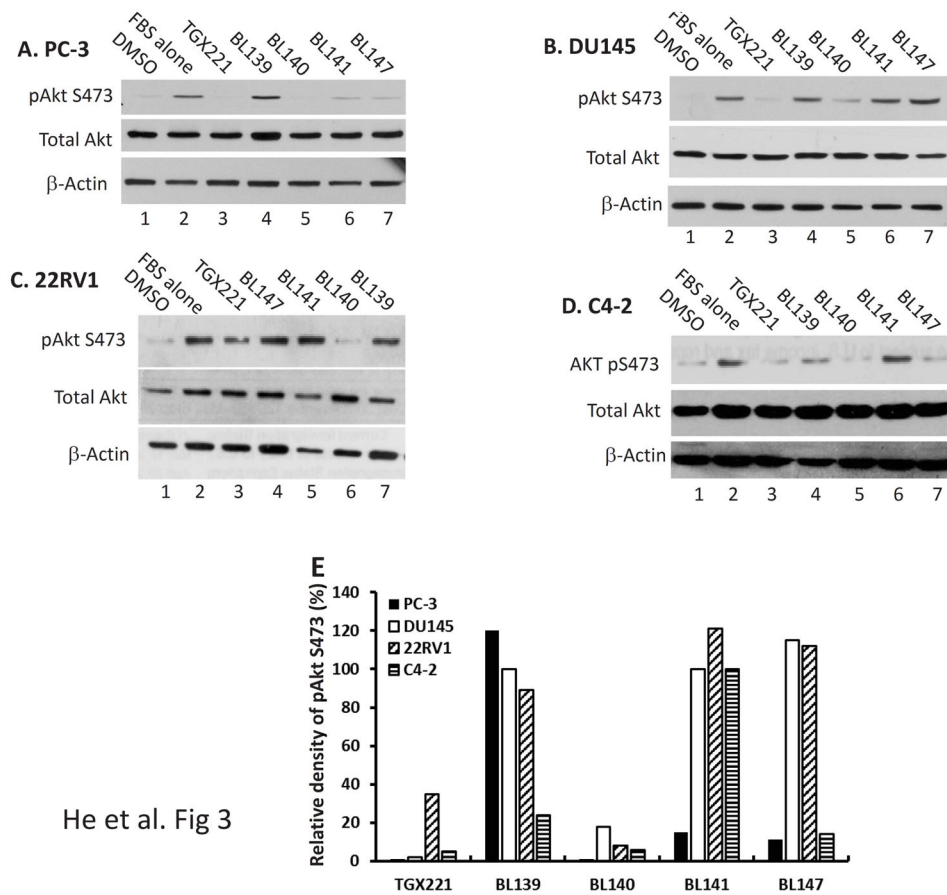 A. PC-3
DMSO
FBS alone
TGX221
BL139
BL140
BL141
BL147
pAkt S473
Total Akt
β-Actin
1 2 3 4 5 6 7
B. DU145
DMSO
FBS alone
TGX221
BL139
BL140
BL141
BL147
pAkt S473
Total Akt
β-Actin
1 2 3 4 5 6 7
C. 22RV1
DMSO
FBS alone
TGX221
BL147
BL141
BL140
BL139
pAkt S473
Total Akt
β-Actin
1 2 3 4 5 6 7
D. C4-2
DMSO
FBS alone
TGX221
BL139
BL140
BL141
BL147
AKT pS473
Total Akt
β-Actin
1 2 3 4 5 6 7
E
Relative density of pAkt S473 (%)
140
120
100
80
60
40
20
0
PC-3
DU145
22RV1
C4-2
TGX221 BL139 BL140 BL141 BL147
He et al. Fig 3